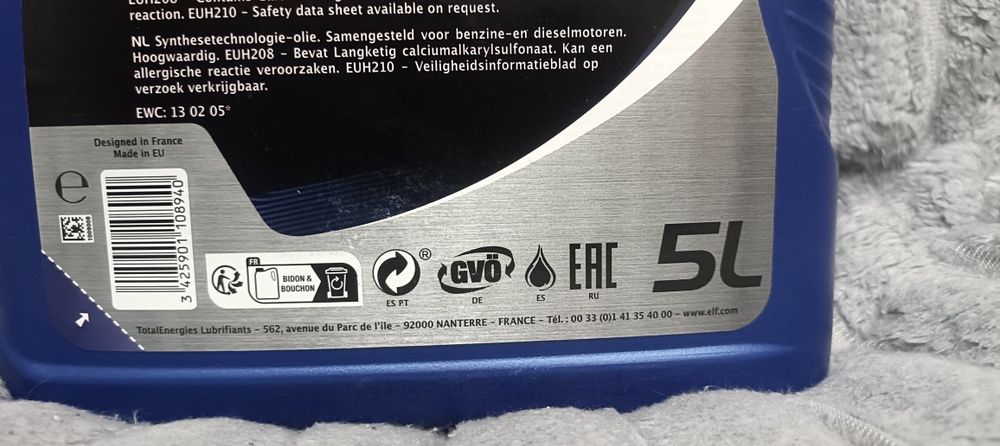 reaction. EUH210 - Safety data sheet available on request.
NL Synthesetechnologie-olie. Samengesteld voor benzine-en dieselmotoren.
Hoogwaardig. EUH208 - Bevat Langketig calciumalkarylsulfonaat. Kan een
allergische reactie veroorzaken. EUH210 - Veiligheidsinformatieblad op
verzoek verkrijgbaar.
EWC: 13 02 05*
Designed in France
Made in EU
e
3 425901 108940
FR
BIDON &
BOUCHON
®
ES PT
GVÖ
DE
ES
EAC
RU
5L
TotalEnergies Lubrifiants - 562, avenue du Parc de l'île - 92000 NANTERRE - FRANCE - Tél. : 00 33 (0)1 41 35 40 00 - www.elf.com